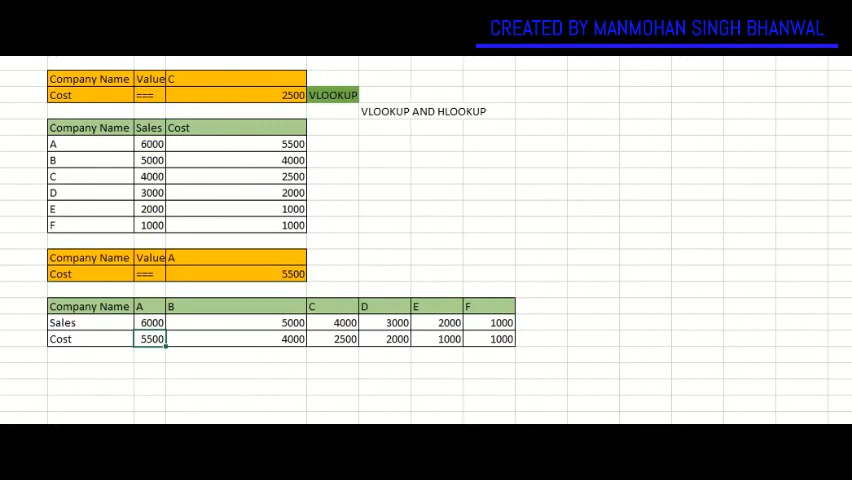 CREATED BY MANMOHAN SINGH BHANWAL
Company Name Value C
Cost === 2500 VLOOKUP
VLOOKUP AND HLOOKUP
Company Name Sales Cost
A 6000 5500
B 5000 4000
C 4000 2500
D 3000 2000
E 2000 1000
F 1000 1000
Company Name Value A
Cost === 5500
Company Name A B C D E F
Sales 6000 5000 4000 3000 2000 1000
Cost 5500 4000 2500 2000 1000 1000